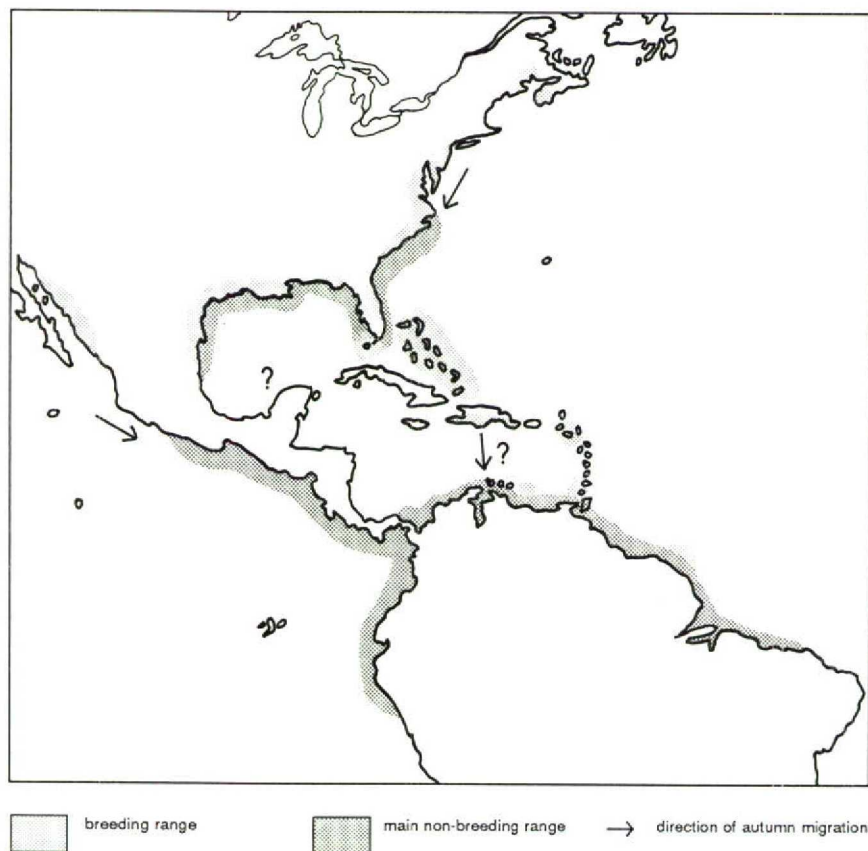 ?
?
breeding range
main non-breeding range
direction of autumn migration